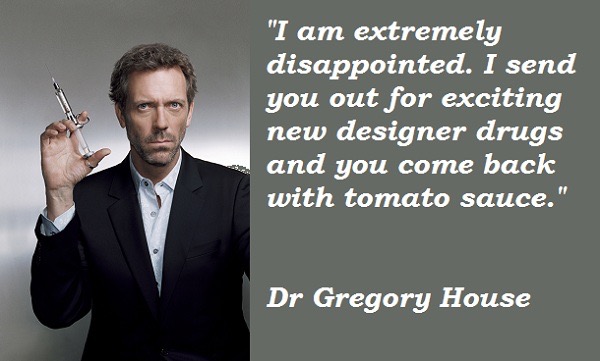 "I am extremely
disappointed. I send
you out for exciting
new designer drugs
and you come back
with tomato sauce."
Dr Gregory House